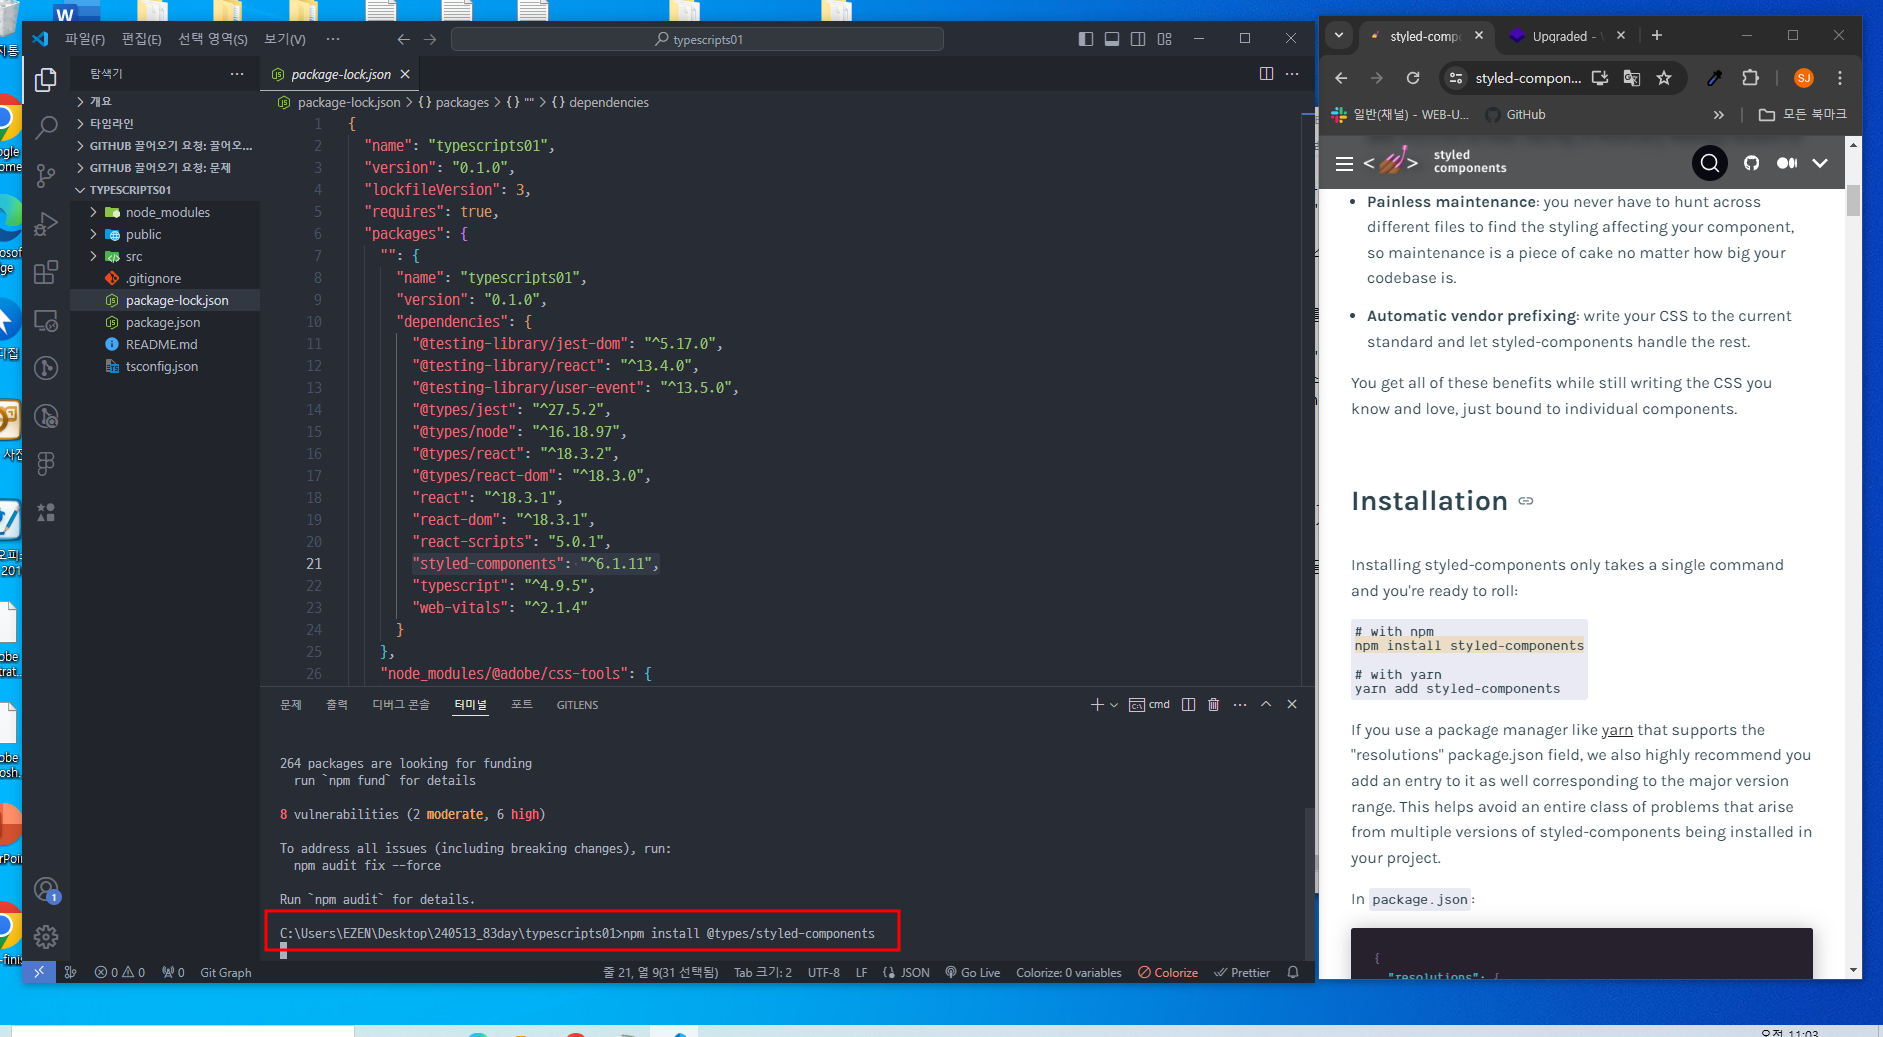 파일(F) 편집(E) 선택 영역(S) 보기(V) ···
typescripts01
탐색기
개요
타임라인
GITHUB 끌어오기 요청: 끌어오...
GITHUB 끌어오기 요청: 문제
TYPESCRIPTS01
node_modules
public
src
.gitignore
package-lock.json
package.json
README.md
tsconfig.json
package-lock.json
package-lock.json > {} packages > {} "" > {} dependencies
1 {
2 "name": "typescripts01",
3 "version": "0.1.0",
4 "lockfileVersion": 3,
5 "requires": true,
6 "packages": {
7 "": {
8 "name": "typescripts01",
9 "version": "0.1.0",
10 "dependencies": {
11 "@testing-library/jest-dom": "^5.17.0",
12 "@testing-library/react": "^13.4.0",
13 "@testing-library/user-event": "^13.5.0",
14 "@types/jest": "^27.5.2",
15 "@types/node": "^16.18.97",
16 "@types/react": "^18.3.2",
17 "@types/react-dom": "^18.3.0",
18 "react": "^18.3.1",
19 "react-dom": "^18.3.1",
20 "react-scripts": "5.0.1",
21 "styled-components": "^6.1.11",
22 "typescript": "^4.9.5",
23 "web-vitals": "^2.1.4"
24 }
25 },
26 "node_modules/@adobe/css-tools": {
문제 출력 디버그 콘솔 터미널 포트 GITLENS
cmd
264 packages are looking for funding
run `npm fund` for details
8 vulnerabilities (2 moderate, 6 high)
To address all issues (including breaking changes), run:
npm audit fix --force
Run `npm audit` for details.
C:\Users\EZEN\Desktop\240513_83day\typescripts01>npm install @types/styled-components
0 0 0 Git Graph
줄 21, 열 9(31 선택됨) Tab 크기: 2 UTF-8 LF JSON Go Live Colorize: 0 variables Colorize Prettier
styled-comp
Upgraded -
styled-compon...
SJ
일반(채널) - WEB-U... GitHub
모든 북마크
styled
components
Painless maintenance: you never have to hunt across
different files to find the styling affecting your component,
so maintenance is a piece of cake no matter how big your
codebase is.
Automatic vendor prefixing: write your CSS to the current
standard and let styled-components handle the rest.
You get all of these benefits while still writing the CSS you
know and love, just bound to individual components.
Installation
Installing styled-components only takes a single command
and you're ready to roll:
# with npm
npm install styled-components
# with yarn
yarn add styled-components
If you use a package manager like yarn that supports the
"resolutions" package.json field, we also highly recommend you
add an entry to it as well corresponding to the major version
range. This helps avoid an entire class of problems that arise
from multiple versions of styled-components being installed in
your project.
In package.json:
{
"resolutions": {
오전 11:03